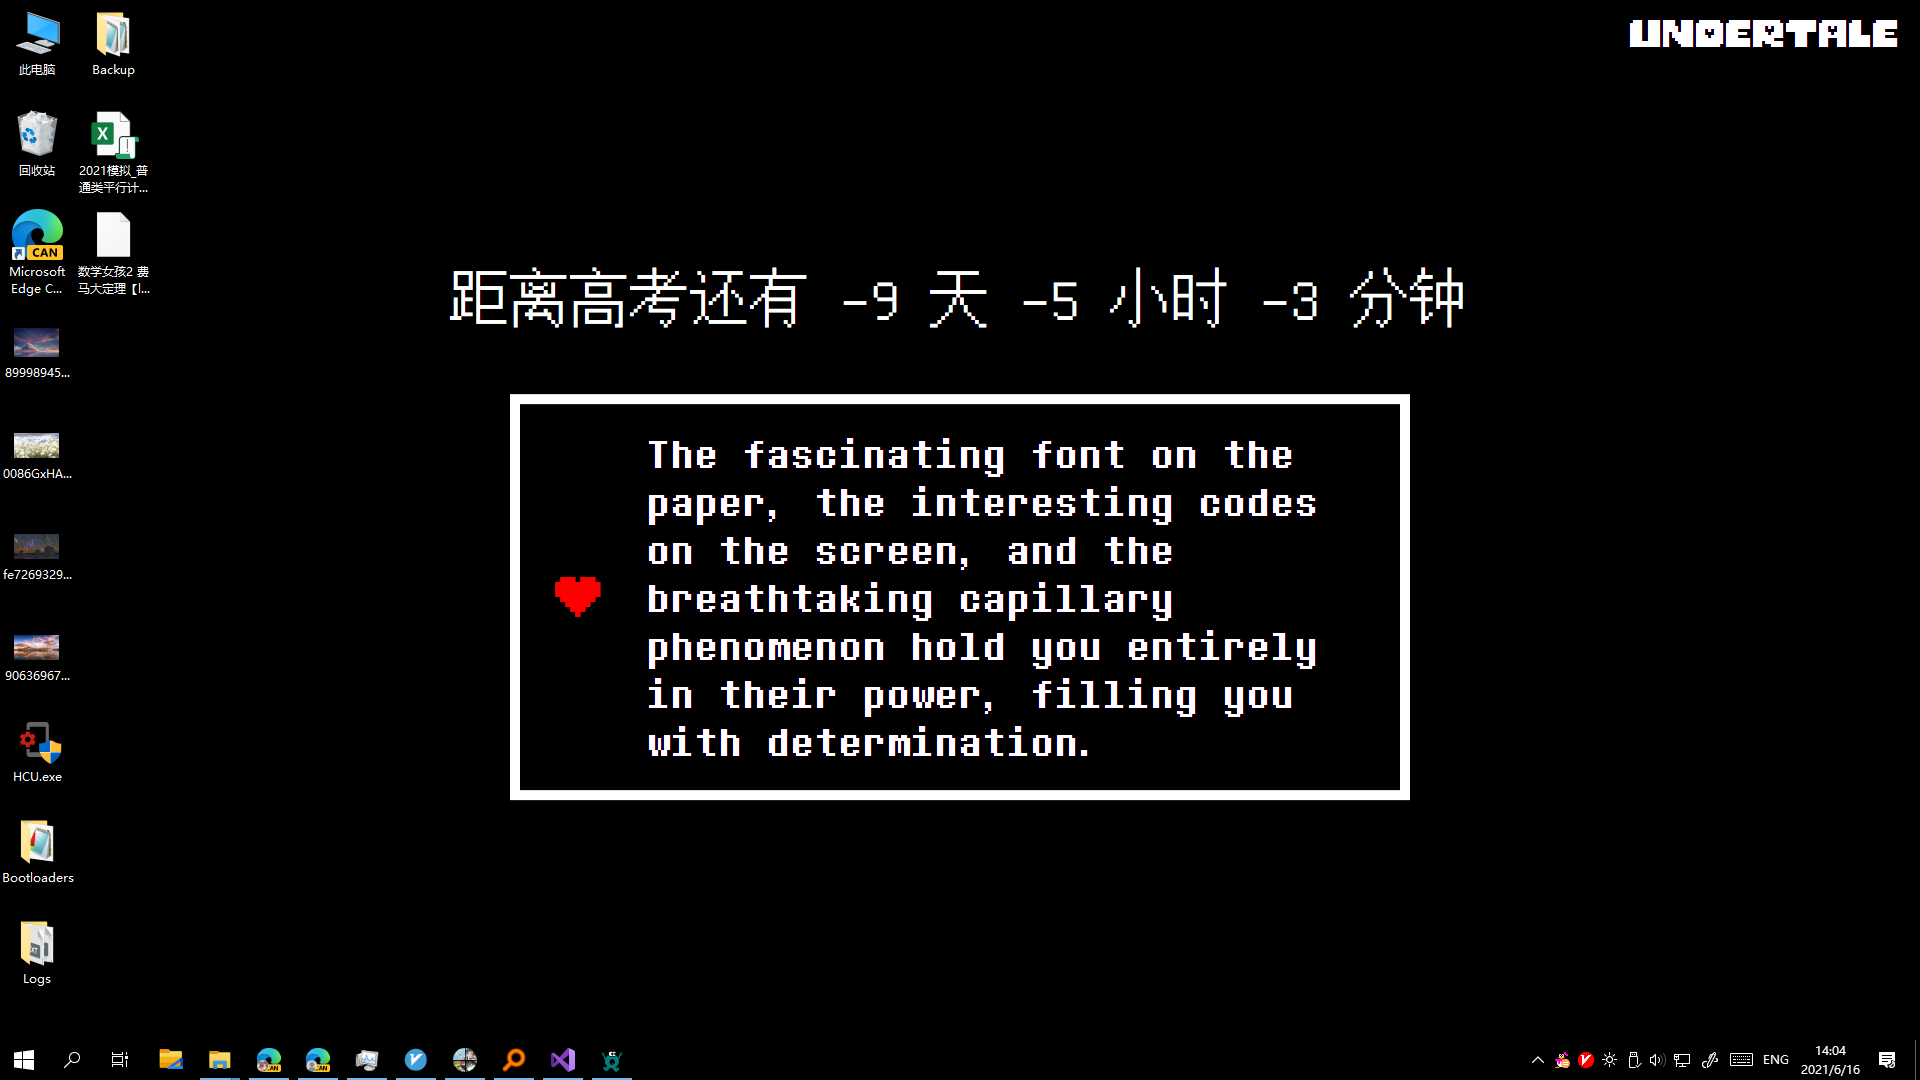 此电脑
Backup
UNDERTALE
回收站
2021模拟_普
通类平行计...
Microsoft
Edge C...
CAN
数学女孩2 费
马大定理【l...
距离高考还有 -9 天 -5 小时 -3 分钟
89998945...
0086GxHA...
fe7269329...
90636967...
The fascinating font on the
paper, the interesting codes
on the screen, and the
breathtaking capillary
phenomenon hold you entirely
in their power, filling you
with determination.
HCU.exe
Bootloaders
Logs
ENG
14:04
2021/6/16